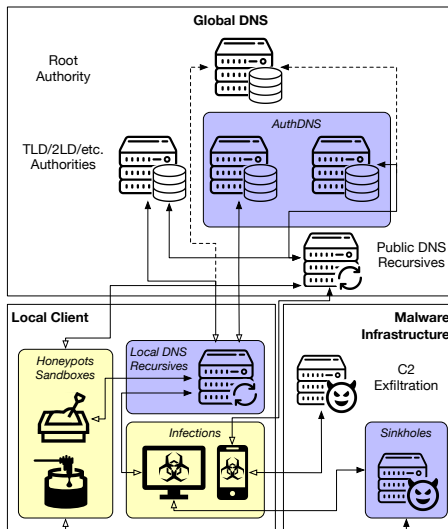 Global DNS
Root
Authority
AuthDNS
TLD/2LD/etc.
Authorities
Public DNS
Recursives
Local Client
Malware
Infrastructure
Honeypots
Sandboxes
Local DNS
Recursives
C2
Exfiltration
Infections
Sinkholes